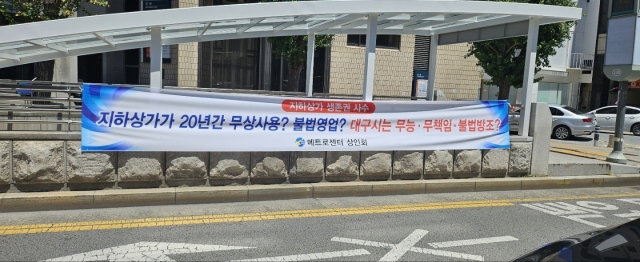 지하상가 생존권 사수
지하상가가 20년간 무상사용? 불법영업? 대구시는 무능·무책임·불법방조?
메트로센터 상인회